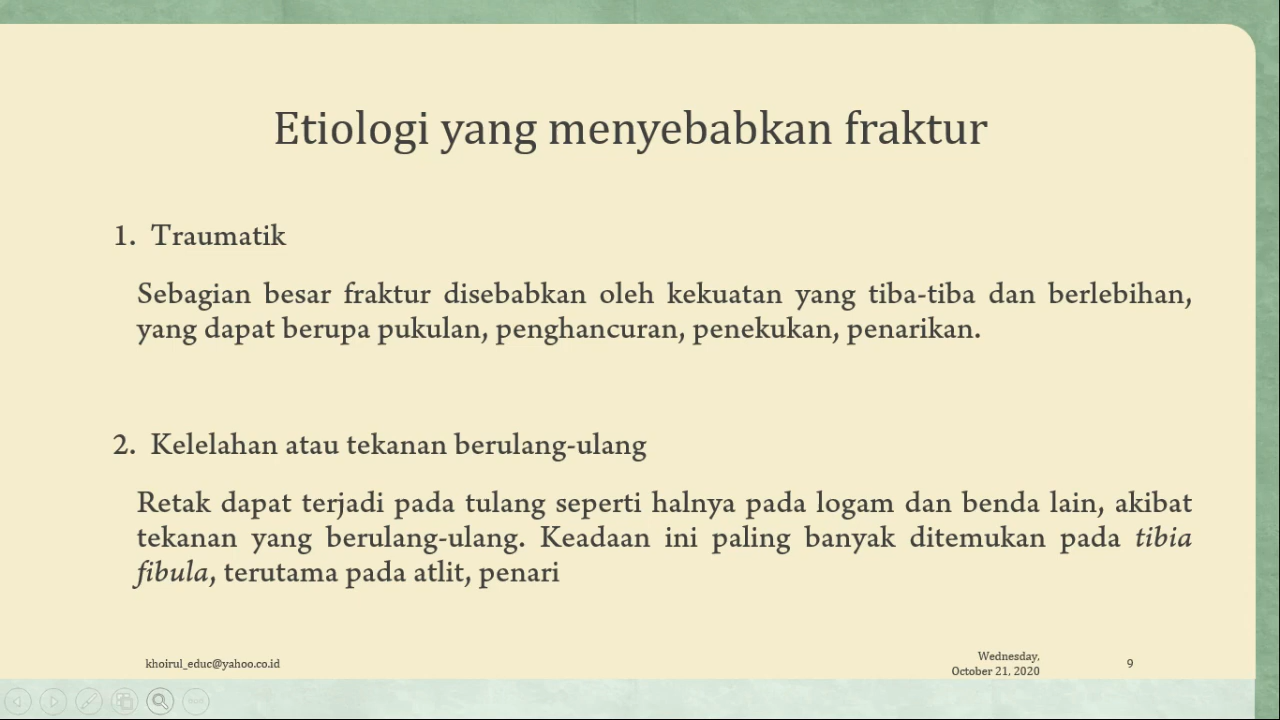 Etiologi yang menyebabkan fraktur
1. Traumatik
Sebagian besar fraktur disebabkan oleh kekuatan yang tiba-tiba dan berlebihan,
yang dapat berupa pukulan, penghancuran, penekukan, penarikan.
2. Kelelahan atau tekanan berulang-ulang
Retak dapat terjadi pada tulang seperti halnya pada logam dan benda lain, akibat
tekanan yang berulang-ulang. Keadaan ini paling banyak ditemukan pada tibia
fibula, terutama pada atlit, penari
khoirul_educ@yahoo.co.id
Wednesday,
October 21, 2020
9